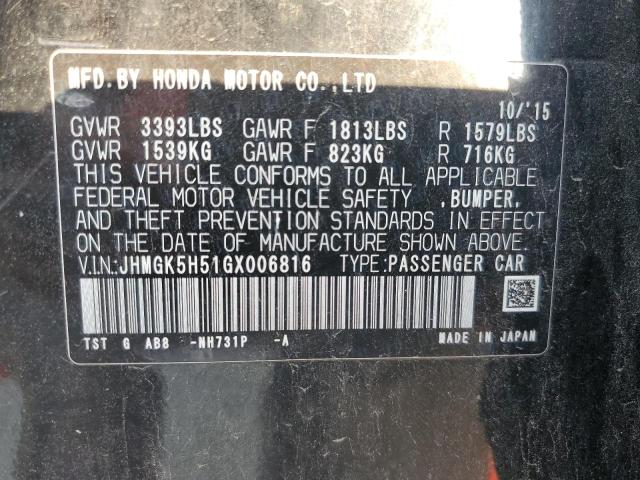 MFD.BY HONDA MOTOR CO.,LTD
10/'15
GVWR 3393LBS GAWR F 1813LBS R 1579LBS
GVWR 1539KG GAWR F 823KG R 716KG
THIS VEHICLE CONFORMS TO ALL APPLICABLE
FEDERAL MOTOR VEHICLE SAFETY ,BUMPER,
AND THEFT PREVENTION STANDARDS IN EFFECT
ON THE DATE OF MANUFACTURE SHOWN ABOVE.
V.I.N:JHMGK5H51GX006816 TYPE:PASSENGER CAR
TST G AB8 -NH731P -A
MADE IN JAPAN